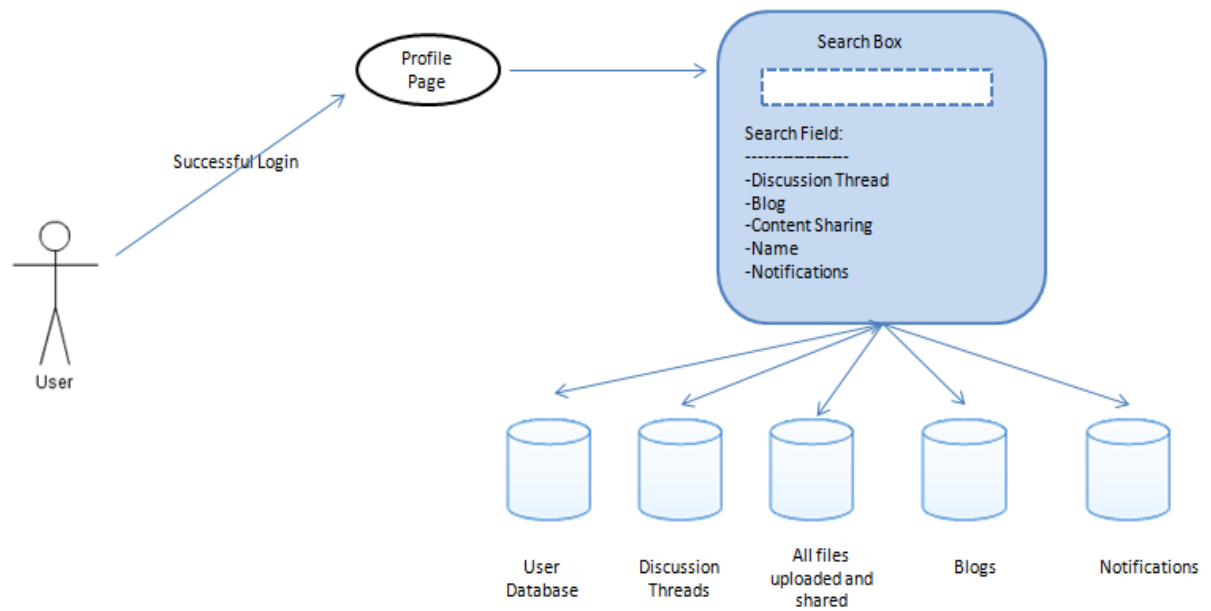 Search Box
Profile
Page
Search Field:
-------------------
-Discussion Thread
-Blog
-Content Sharing
-Name
-Notifications
Successful Login
User
User
Database
Discussion
Threads
All files
uploaded and
shared
Blogs
Notifications